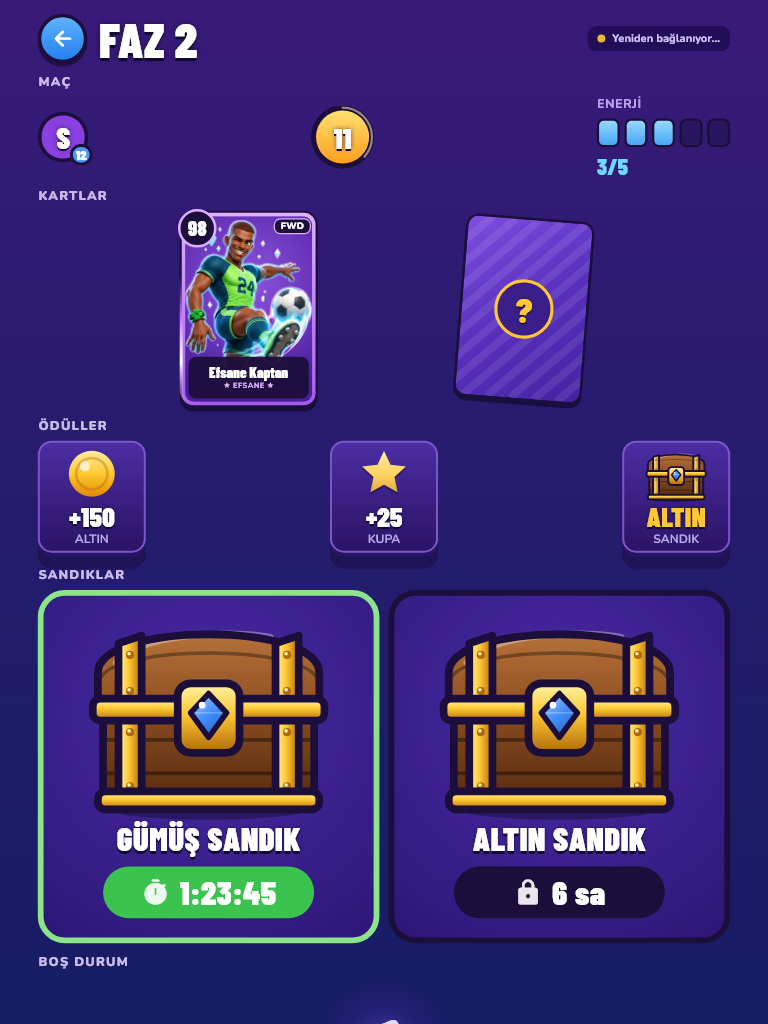 FAZ 2
Yeniden bağlanıyor...
MAÇ
S
12
11
ENERJİ
3/5
KARTLAR
98
FWD
24
Efsane Kaptan
★ EFSANE ★
?
ÖDÜLLER
+150
ALTIN
+25
KUPA
ALTIN
SANDIK
SANDIKLAR
GÜMÜŞ SANDIK
1:23:45
ALTIN SANDIK
6 sa
BOŞ DURUM